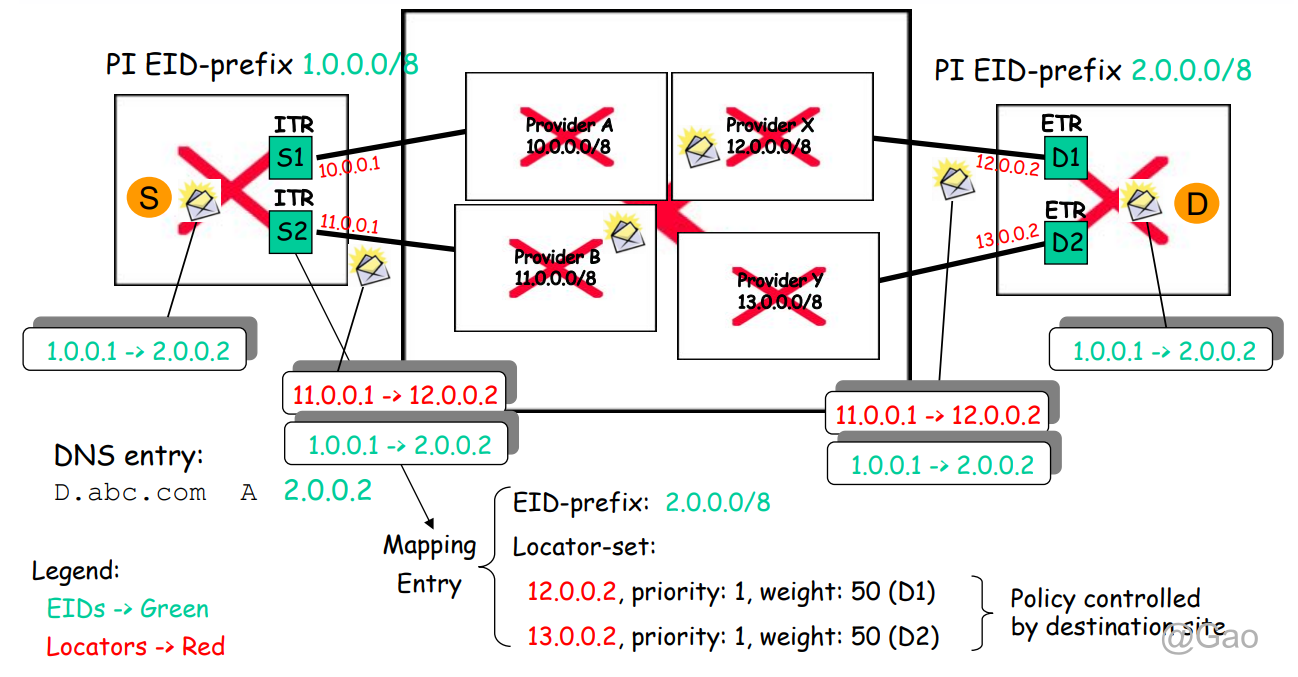 PI EID-prefix 1.0.0.0/8
PI EID-prefix 2.0.0.0/8
ITR
S1
10.0.0.1
S
ITR
S2
11.0.0.1
Provider A
10.0.0.0/8
Provider X
12.0.0.0/8
Provider B
11.0.0.0/8
Provider Y
13.0.0.0/8
ETR
D1
12.0.0.2
D
ETR
D2
13.0.0.2
1.0.0.1 -> 2.0.0.2
11.0.0.1 -> 12.0.0.2
1.0.0.1 -> 2.0.0.2
11.0.0.1 -> 12.0.0.2
1.0.0.1 -> 2.0.0.2
1.0.0.1 -> 2.0.0.2
DNS entry:
D.abc.com A 2.0.0.2
Mapping
Entry
EID-prefix: 2.0.0.0/8
Locator-set:
12.0.0.2, priority: 1, weight: 50 (D1)
13.0.0.2, priority: 1, weight: 50 (D2)
Policy controlled
by destination site
Legend:
EIDs -> Green
Locators -> Red
@Gao